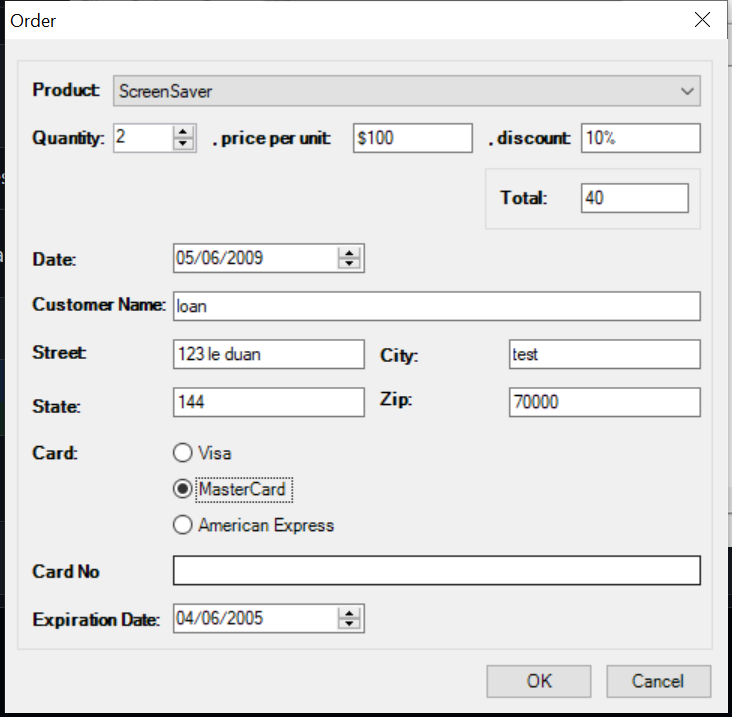 Order
Product: ScreenSaver
Quantity: 2 , price per unit: $100 , discount: 10%
Total: 40
Date: 05/06/2009
Customer Name: loan
Street: 123 le duan City: test
State: 144 Zip: 70000
Card: Visa
MasterCard
American Express
Card No
Expiration Date: 04/06/2005
OK Cancel